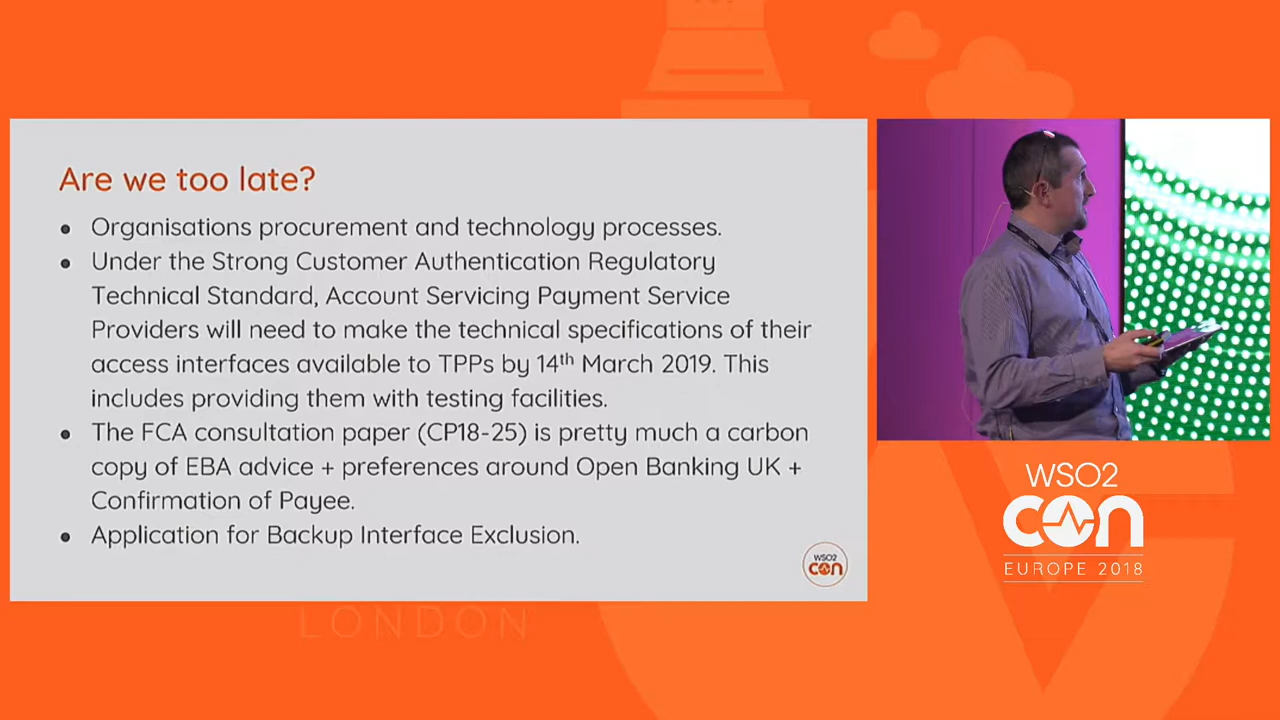 Are we too late?
• Organisations procurement and technology processes.
• Under the Strong Customer Authentication Regulatory
Technical Standard, Account Servicing Payment Service
Providers will need to make the technical specifications of their
access interfaces available to TPPs by 14th March 2019. This
includes providing them with testing facilities.
• The FCA consultation paper (CP18-25) is pretty much a carbon
copy of EBA advice + preferences around Open Banking UK +
Confirmation of Payee.
• Application for Backup Interface Exclusion.
WSO2
CON
WSO2
CON
EUROPE 2018
LONDON